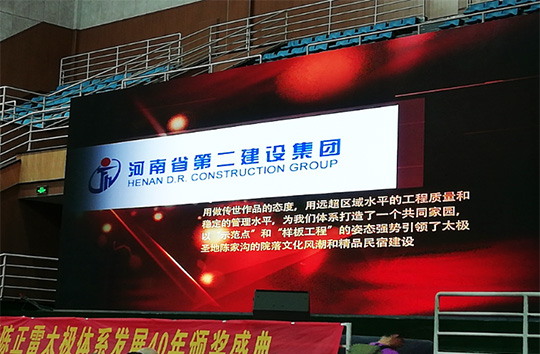 河南省第二建设集团
HENAN D.R. CONSTRUCTION GROUP
用做传世作品的态度，用远超区域水平的工程质量和
稳定的管理水平，为我们体系打造了一个共同家园，
以“示范点”和“样板工程”的姿态强势引领了太极
圣地陈家沟的院落文化风潮和精品民宿建设
陈正雷太极体系发展40年颁奖盛典